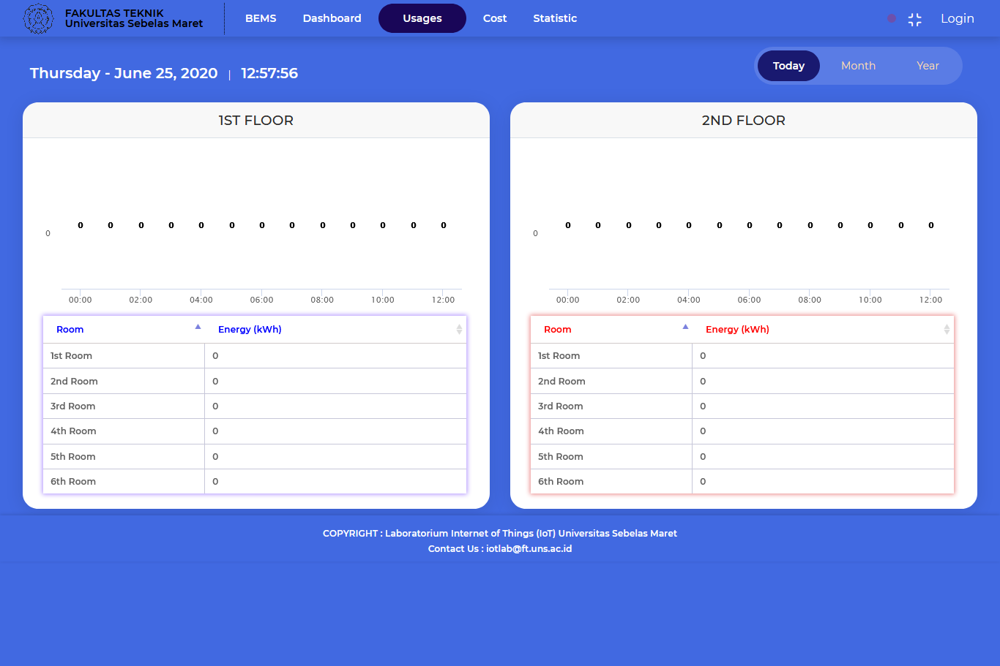 FAKULTAS TEKNIK
Universitas Sebelas Maret
BEMS Dashboard Usages Cost Statistic Login
Thursday - June 25, 2020 | 12:57:56
Today Month Year
1ST FLOOR
0 0 0 0 0 0 0 0 0 0 0 0 0
0
00:00 02:00 04:00 06:00 08:00 10:00 12:00
Room Energy (kWh)
1st Room 0
2nd Room 0
3rd Room 0
4th Room 0
5th Room 0
6th Room 0
2ND FLOOR
0 0 0 0 0 0 0 0 0 0 0 0 0
0
00:00 02:00 04:00 06:00 08:00 10:00 12:00
Room Energy (kWh)
1st Room 0
2nd Room 0
3rd Room 0
4th Room 0
5th Room 0
6th Room 0
COPYRIGHT : Laboratorium Internet of Things (IoT) Universitas Sebelas Maret
Contact Us : iotlab@ft.uns.ac.id